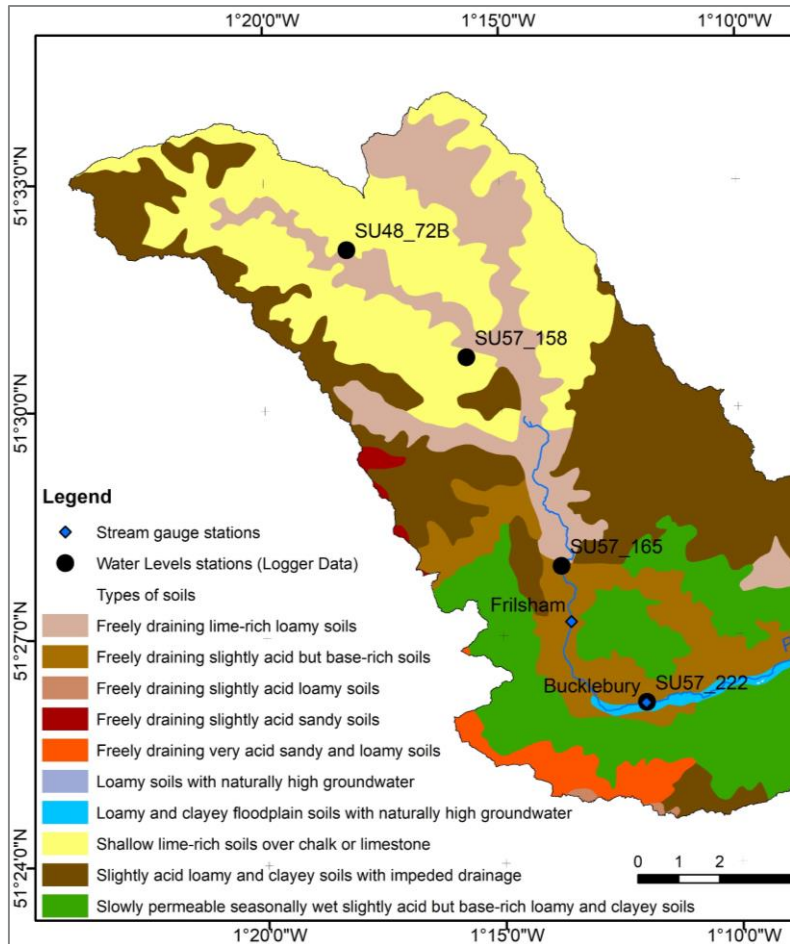 1°20'0"W 1°15'0"W 1°10'0"W
51°33'0"N
SU48_72B
SU57_158
51°30'0"N
Legend
Stream gauge stations
Water Levels stations (Logger Data)
SU57_165
Types of soils
Frilsham
Freely draining lime-rich loamy soils
51°27'0"N
Freely draining slightly acid but base-rich soils
Bucklebury SU57_222
Freely draining slightly acid loamy soils
Freely draining slightly acid sandy soils
Freely draining very acid sandy and loamy soils
Loamy soils with naturally high groundwater
Loamy and clayey floodplain soils with naturally high groundwater
Shallow lime-rich soils over chalk or limestone
0 1 2
51°24'0"N
Slightly acid loamy and clayey soils with impeded drainage
Slowly permeable seasonally wet slightly acid but base-rich loamy and clayey soils
1°20'0"W 1°15'0"W 1°10'0"W